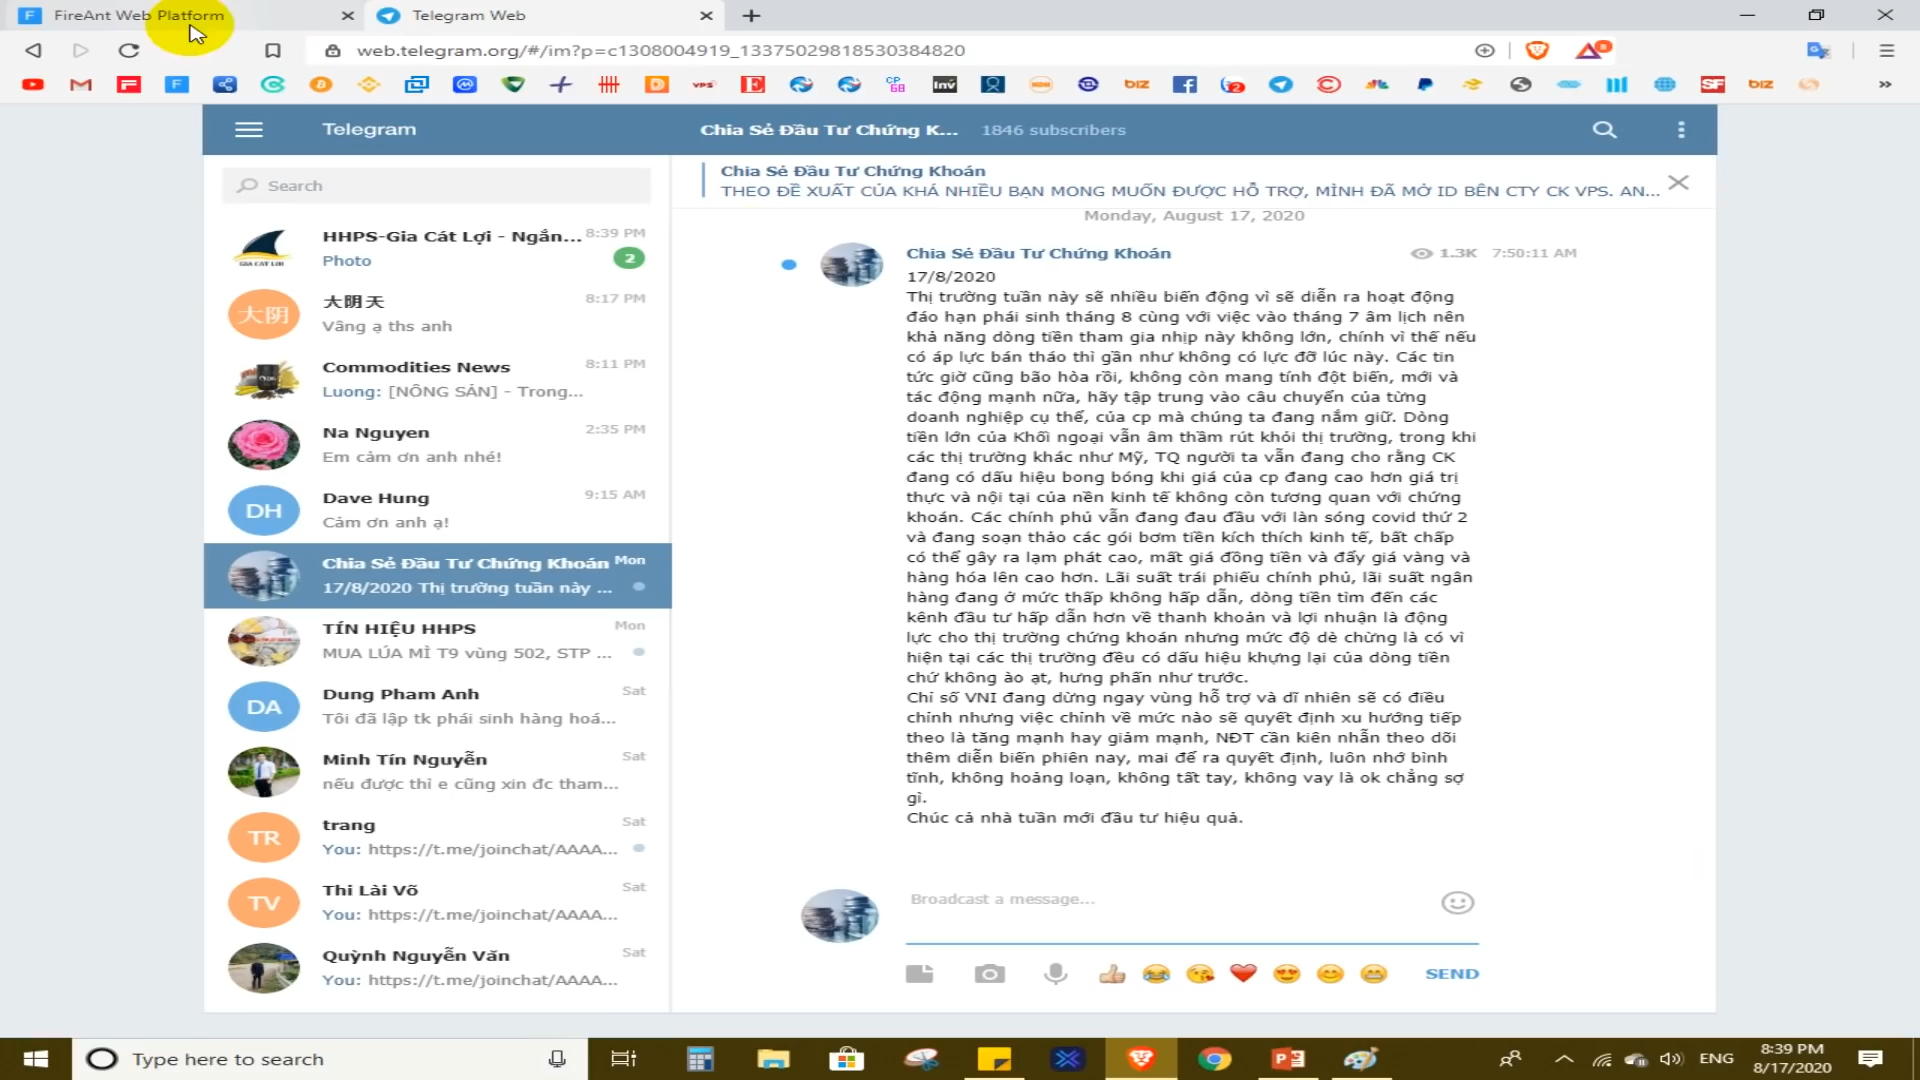 FireAnt Web Platform
Telegram Web
web.telegram.org/#/im?p=c1308004919_13375029818530384820
Telegram
Chia Sẻ Đầu Tư Chứng K...
1846 subscribers
Search
Chia Sẻ Đầu Tư Chứng Khoán
THEO ĐỀ XUẤT CỦA KHÁ NHIỀU BẠN MONG MUỐN ĐƯỢC HỖ TRỢ, MÌNH ĐÃ MỞ ID BÊN CTY CK VPS. AN...
HHPS-Gia Cát Lợi - Ngắn...
8:39 PM
Photo
2
大阴天
8:17 PM
大阴
Vâng ạ ths anh
Commodities News
8:11 PM
Luong: [NÔNG SẢN] - Trong...
Na Nguyen
2:35 PM
Em cảm ơn anh nhé!
Dave Hung
9:15 AM
DH
Cảm ơn anh ạ!
Chia Sẻ Đầu Tư Chứng Khoán
Mon
17/8/2020 Thị trường tuần này ...
TÍN HIỆU HHPS
Mon
MUA LÚA MÌ T9 vùng 502, STP ...
Dung Pham Anh
Sat
DA
Tôi đã lập tk phái sinh hàng hoá...
Minh Tín Nguyễn
Sat
nếu được thì e cũng xin đc tham...
trang
Sat
TR
You: https://t.me/joinchat/AAAA...
Thi Lài Võ
Sat
TV
You: https://t.me/joinchat/AAAA...
Quỳnh Nguyễn Văn
Sat
You: https://t.me/joinchat/AAAA...
Monday, August 17, 2020
Chia Sẻ Đầu Tư Chứng Khoán
1.3K 7:50:11 AM
17/8/2020
Thị trường tuần này sẽ nhiều biến động vì sẽ diễn ra hoạt động
đáo hạn phái sinh tháng 8 cùng với việc vào tháng 7 âm lịch nên
khả năng dòng tiền tham gia nhịp này không lớn, chính vì thế nếu
có áp lực bán tháo thì gần như không có lực đỡ lúc này. Các tin
tức giờ cũng bão hòa rồi, không còn mang tính đột biến, mới và
tác động mạnh nữa, hãy tập trung vào câu chuyển của từng
doanh nghiệp cụ thể, của cp mà chúng ta đang nắm giữ. Dòng
tiền lớn của Khối ngoại vẫn âm thầm rút khỏi thị trường, trong khi
các thị trường khác như Mỹ, TQ người ta vẫn đang cho rằng CK
đang có dấu hiệu bong bóng khi giá của cp đang cao hơn giá trị
thực và nội tại của nền kinh tế không còn tương quan với chứng
khoán. Các chính phủ vẫn đang đau đầu với làn sóng covid thứ 2
và đang soạn thảo các gói bơm tiền kích thích kinh tế, bất chấp
có thể gây ra lạm phát cao, mất giá đồng tiền và đẩy giá vàng và
hàng hóa lên cao hơn. Lãi suất trái phiếu chính phủ, lãi suất ngân
hàng đang ở mức thấp không hấp dẫn, dòng tiền tìm đến các
kênh đầu tư hấp dẫn hơn về thanh khoản và lợi nhuận là động
lực cho thị trường chứng khoán nhưng mức độ dè chừng là có vì
hiện tại các thị trường đều có dấu hiệu khựng lại của dòng tiền
chứ không ào ạt, hưng phấn như trước.
Chỉ số VNI đang dừng ngay vùng hỗ trợ và dĩ nhiên sẽ có điều
chỉnh nhưng việc chỉnh về mức nào sẽ quyết định xu hướng tiếp
theo là tăng mạnh hay giảm mạnh, NĐT cần kiên nhẫn theo dõi
thêm diễn biến phiên nay, mai để ra quyết định, luôn nhớ bình
tĩnh, không hoảng loạn, không tất tay, không vay là ok chẳng sợ
gì.
Chúc cả nhà tuần mới đầu tư hiệu quả.
Broadcast a message...
SEND
Type here to search
ENG
8:39 PM
8/17/2020